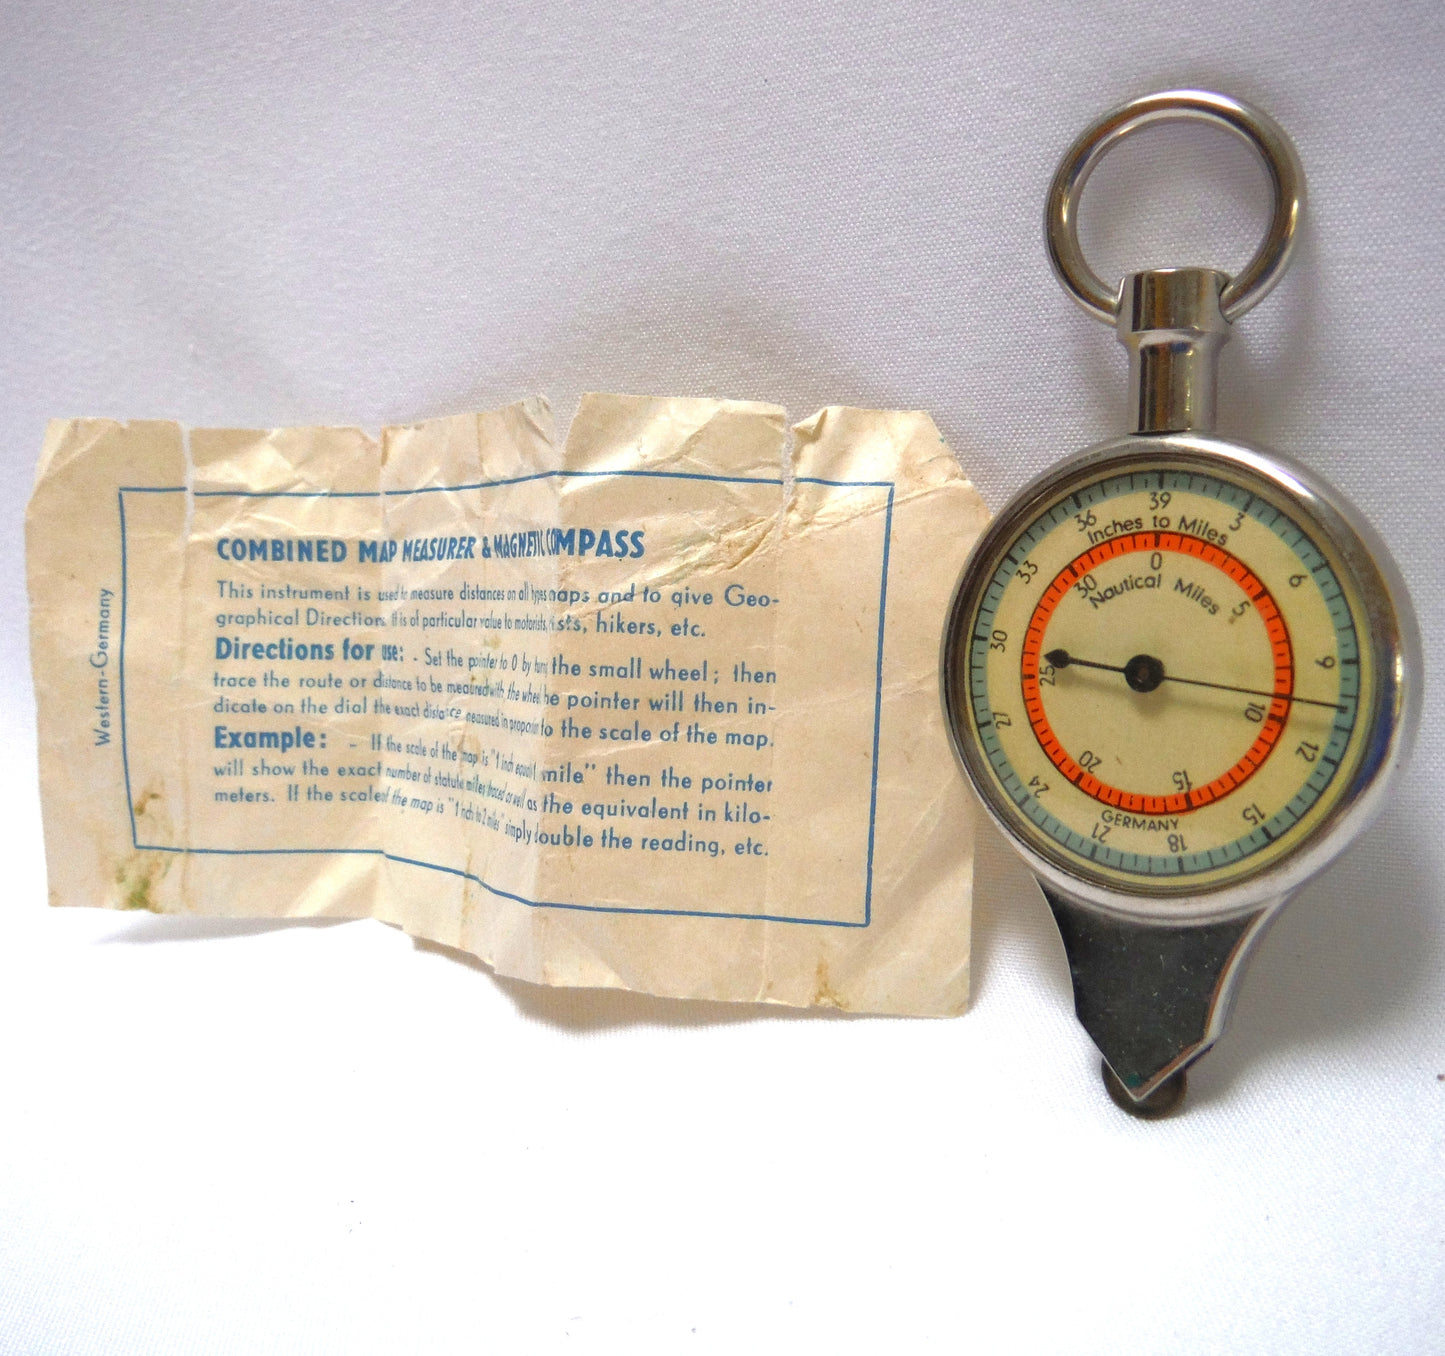 Western-Germany
COMBINED MAP MEASURER & MAGNETIC COMPASS
This instrument is used for measure distances on all types maps and to give Geo-
graphical Direction. It is of particular value to motorists, ists, hikers, etc.
Directions for use: - Set the pointer to 0 by turn the small wheel; then
trace the route or distance to be measured with the wheel he pointer will then in-
dicate on the dial the exact distance measured in proportion to the scale of the map.
Example: - If the scale of the map is "1 inch equal 1 mile" then the pointer
will show the exact number of statute miles traced as well as the equivalent in kilo-
meters. If the scale of the map is "1 inch to 2 miles" simply double the reading, etc.
39
3
6
9
12
15
18
21
24
27
30
33
36
Inches to Miles
0
5
10
15
20
25
30
Nautical Miles
GERMANY